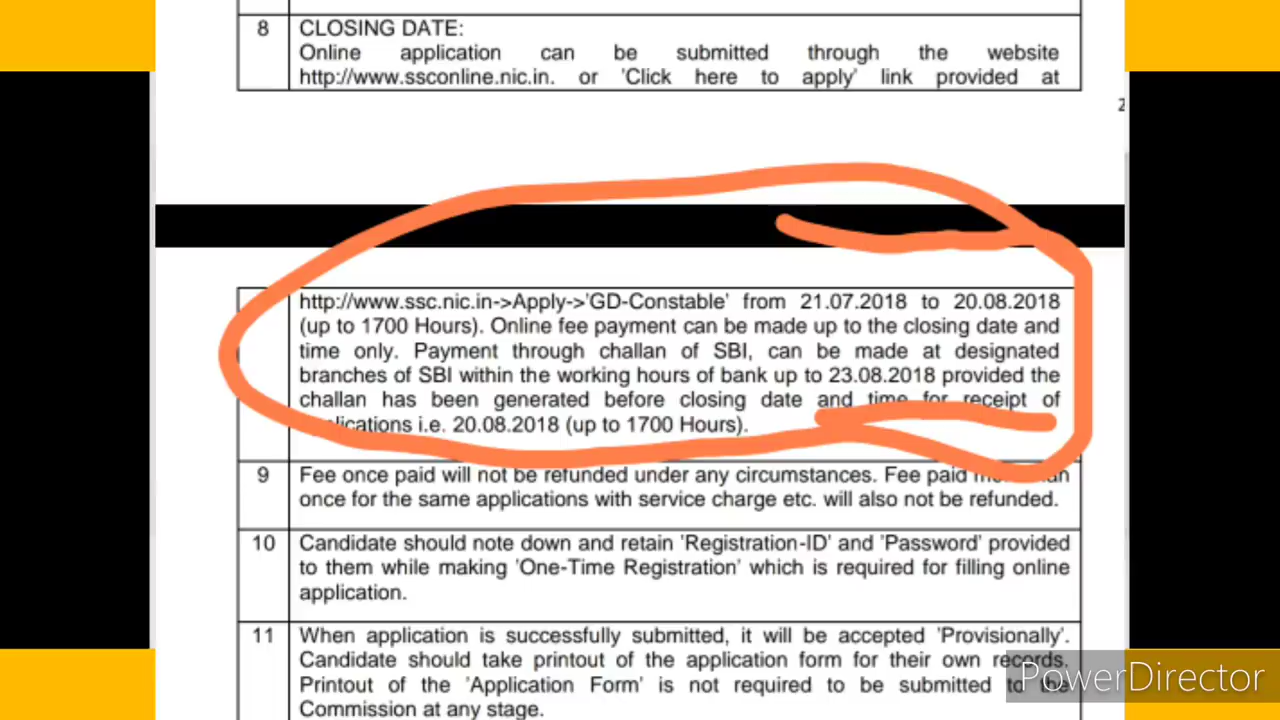 8 CLOSING DATE:
Online application can be submitted through the website
http://www.ssconline.nic.in. or 'Click here to apply' link provided at
2
http://www.ssc.nic.in->Apply->'GD-Constable' from 21.07.2018 to 20.08.2018
(up to 1700 Hours). Online fee payment can be made up to the closing date and
time only. Payment through challan of SBI, can be made at designated
branches of SBI within the working hours of bank up to 23.08.2018 provided the
challan has been generated before closing date and time for receipt of
i.e. 20.08.2018 (up to 1700 Hours).
9 Fee once paid will not be refunded under any circumstances. Fee paid
once for the same applications with service charge etc. will also not be refunded.
10 Candidate should note down and retain 'Registration-ID' and 'Password' provided
to them while making 'One-Time Registration' which is required for filling online
application.
11 When application is successfully submitted, it will be accepted 'Provisionally'.
Candidate should take printout of the application form for their own records.
Printout of the 'Application Form' is not required to be submitted to the
Commission at any stage.
PowerDirector